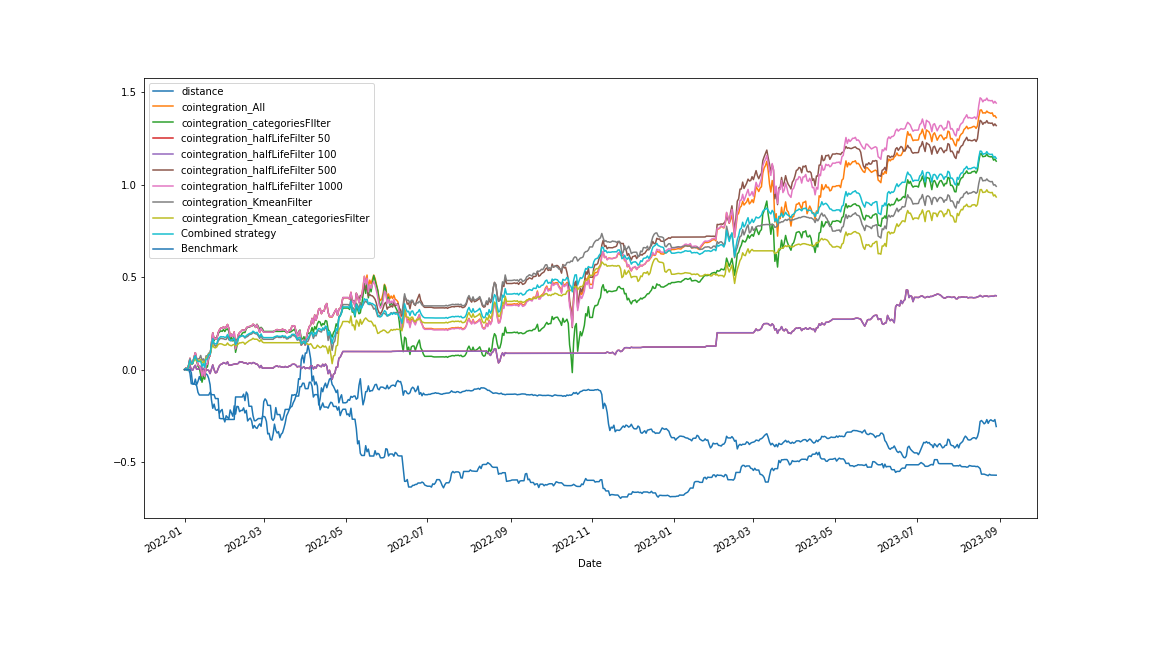 1.5
1.0
0.5
0.0
−0.5
distance
cointegration_All
cointegration_categoriesFIlter
cointegration_halfLifeFilter 50
cointegration_halfLifeFilter 100
cointegration_halfLifeFilter 500
cointegration_halfLifeFilter 1000
cointegration_KmeanFilter
cointegration_Kmean_categoriesFilter
Combined strategy
Benchmark
2022-01
2022-03
2022-05
2022-07
2022-09
2022-11
2023-01
2023-03
2023-05
2023-07
2023-09
Date